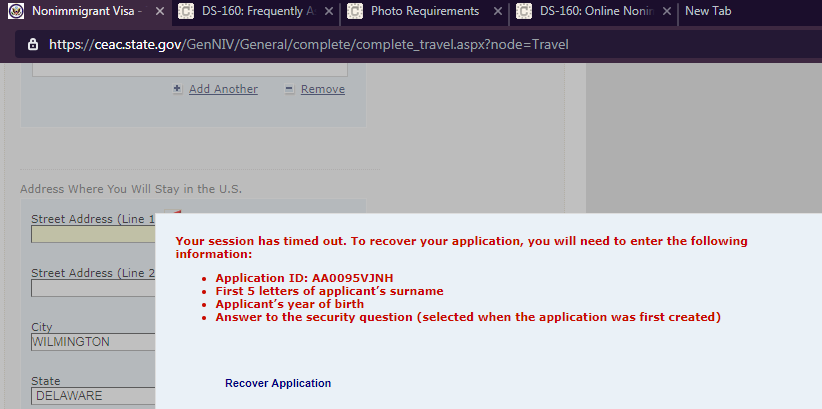 Nonimmigrant Visa -
DS-160: Frequently A
Photo Requirements
DS-160: Online Nonin
New Tab
https://ceac.state.gov/GenNIV/General/complete/complete_travel.aspx?node=Travel
Add Another
Remove
Address Where You Will Stay in the U.S.
Street Address (Line 1
Your session has timed out. To recover your application, you will need to enter the following
information:
• Application ID: AA0095VJNH
• First 5 letters of applicant's surname
• Applicant's year of birth
• Answer to the security question (selected when the application was first created)
Street Address (Line 2
City
WILMINGTON
State
DELAWARE
Recover Application